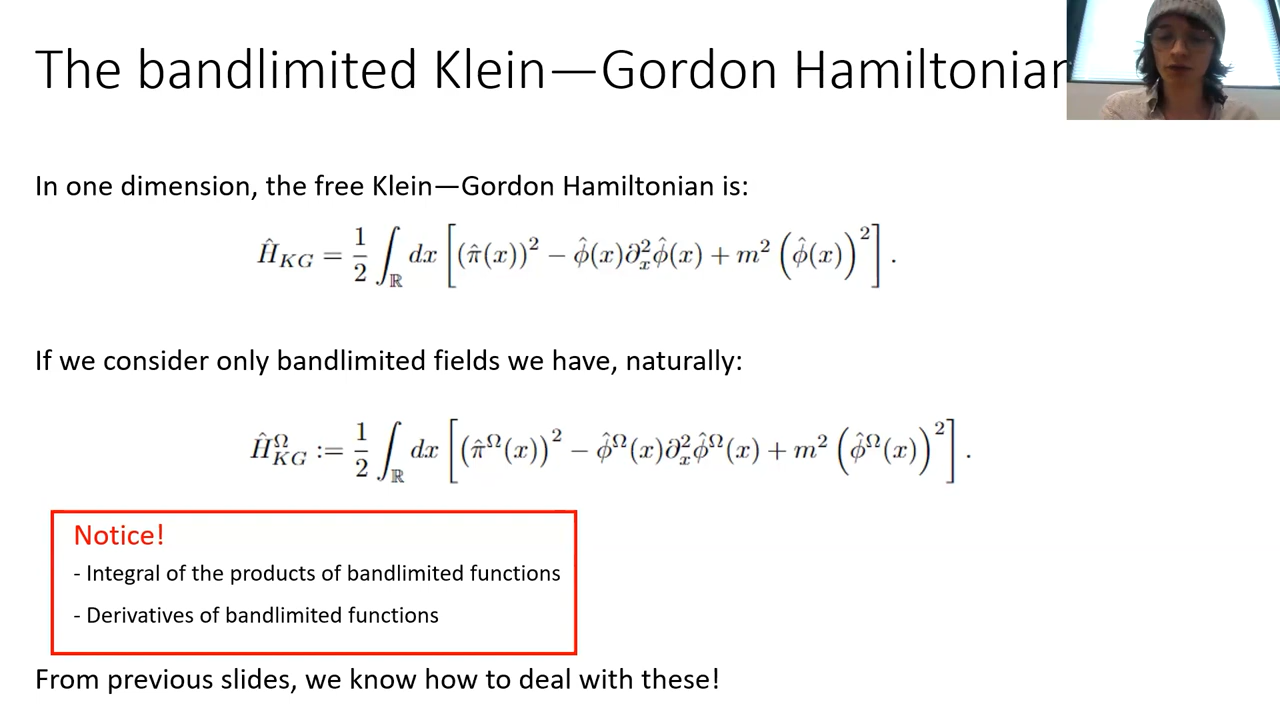 The bandlimited Klein—Gordon Hamiltonian
In one dimension, the free Klein—Gordon Hamiltonian is:
$\hat{H}_{KG} = \frac{1}{2} \int_{\mathbb{R}} dx \left[ (\hat{\pi}(x))^2 - \hat{\phi}(x) \partial_x^2 \hat{\phi}(x) + m^2 \left( \hat{\phi}(x) \right)^2 \right].$
If we consider only bandlimited fields we have, naturally:
$\hat{H}_{KG}^{\Omega} := \frac{1}{2} \int_{\mathbb{R}} dx \left[ \left( \hat{\pi}^{\Omega}(x) \right)^2 - \hat{\phi}^{\Omega}(x) \partial_x^2 \hat{\phi}^{\Omega}(x) + m^2 \left( \hat{\phi}^{\Omega}(x) \right)^2 \right].$
Notice!
- Integral of the products of bandlimited functions
- Derivatives of bandlimited functions
From previous slides, we know how to deal with these!